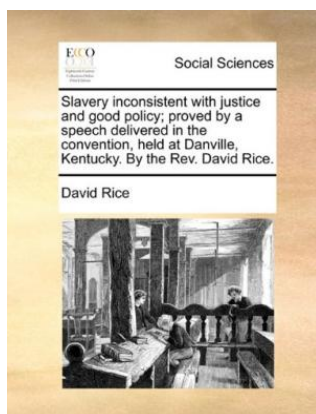 ECCO
Social Sciences
Slavery inconsistent with justice
and good policy; proved by a
speech delivered in the
convention, held at Danville,
Kentucky. By the Rev. David Rice.
David Rice